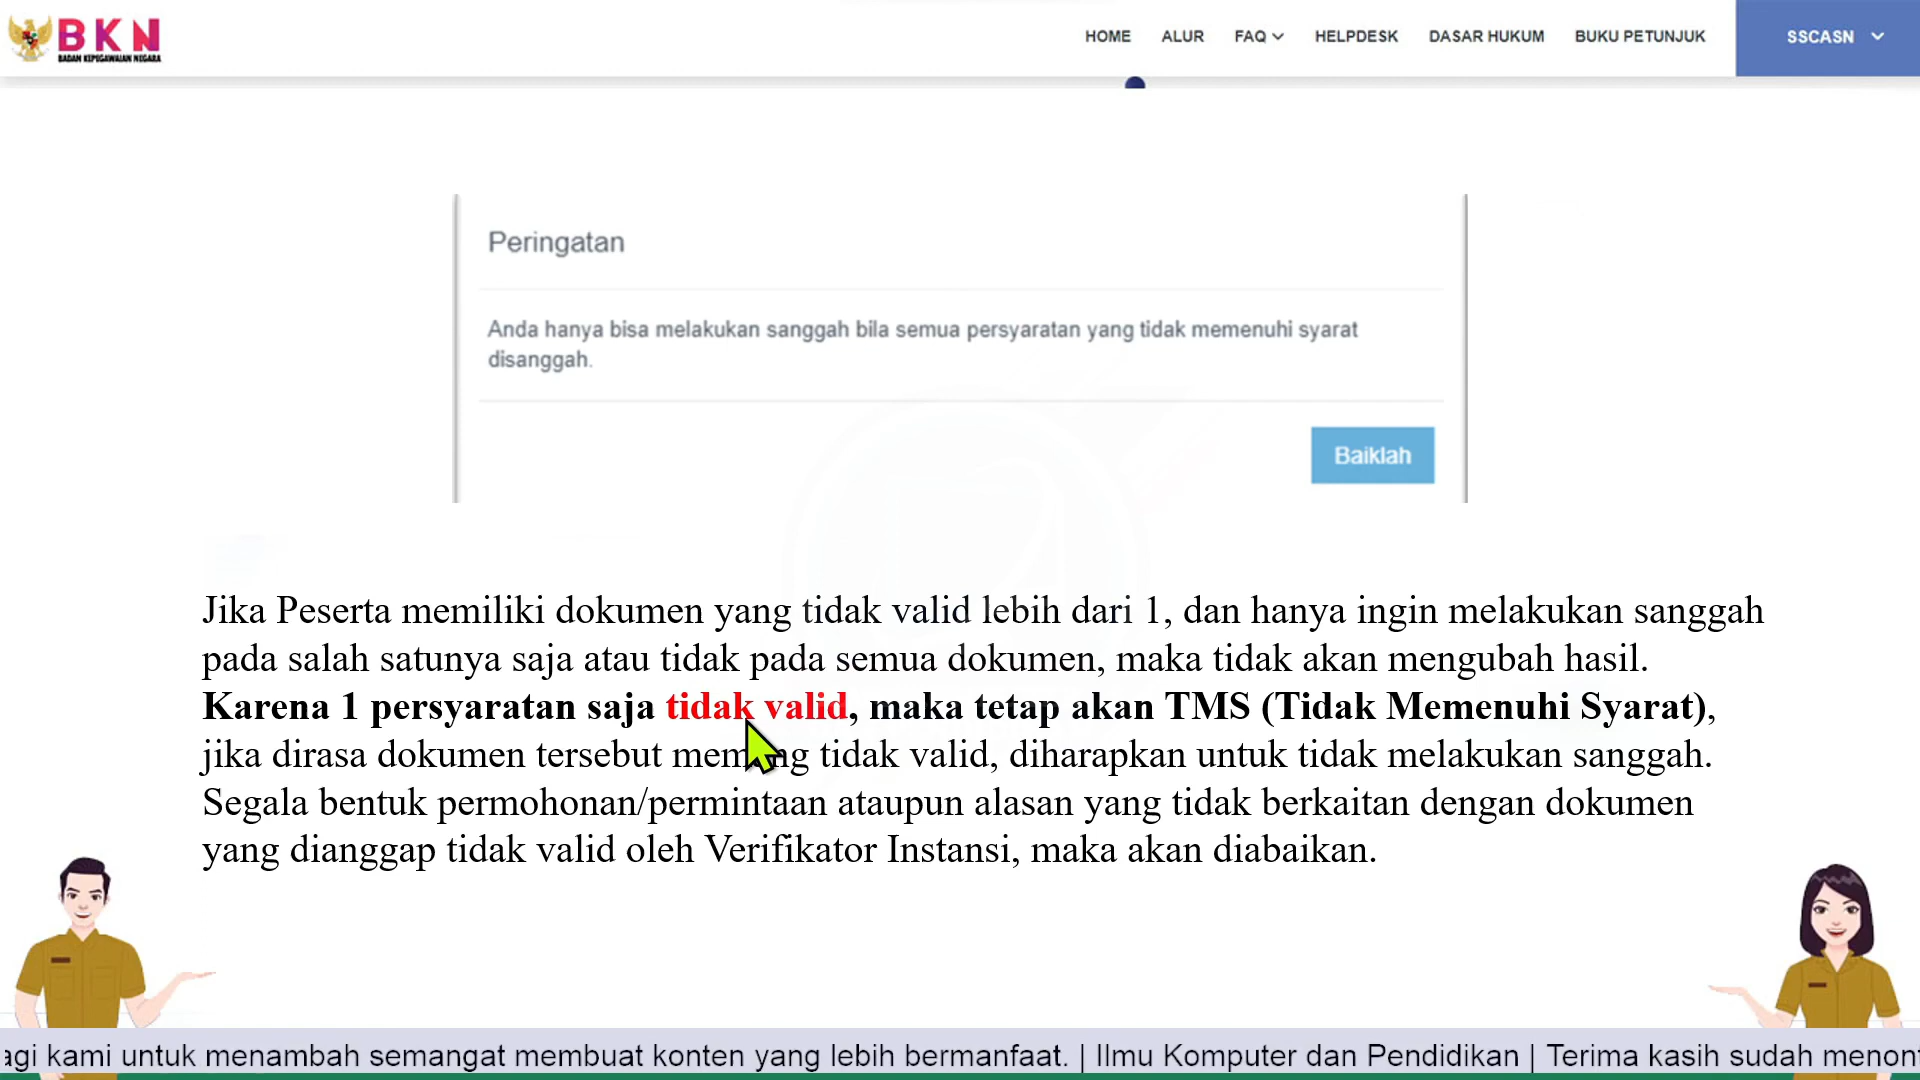 BKN
BADAN KEPEGAWAIAN NEGARA
HOME ALUR FAQ HELPDESK DASAR HUKUM BUKU PETUNJUK SSCASN
Peringatan
Anda hanya bisa melakukan sanggah bila semua persyaratan yang tidak memenuhi syarat
disanggah.
Baiklah
Jika Peserta memiliki dokumen yang tidak valid lebih dari 1, dan hanya ingin melakukan sanggah
pada salah satunya saja atau tidak pada semua dokumen, maka tidak akan mengubah hasil.
Karena 1 persyaratan saja tidak valid, maka tetap akan TMS (Tidak Memenuhi Syarat),
jika dirasa dokumen tersebut memang tidak valid, diharapkan untuk tidak melakukan sanggah.
Segala bentuk permohonan/permintaan ataupun alasan yang tidak berkaitan dengan dokumen
yang dianggap tidak valid oleh Verifikator Instansi, maka akan diabaikan.
agi kami untuk menambah semangat membuat konten yang lebih bermanfaat. | Ilmu Komputer dan Pendidikan | Terima kasih sudah menon